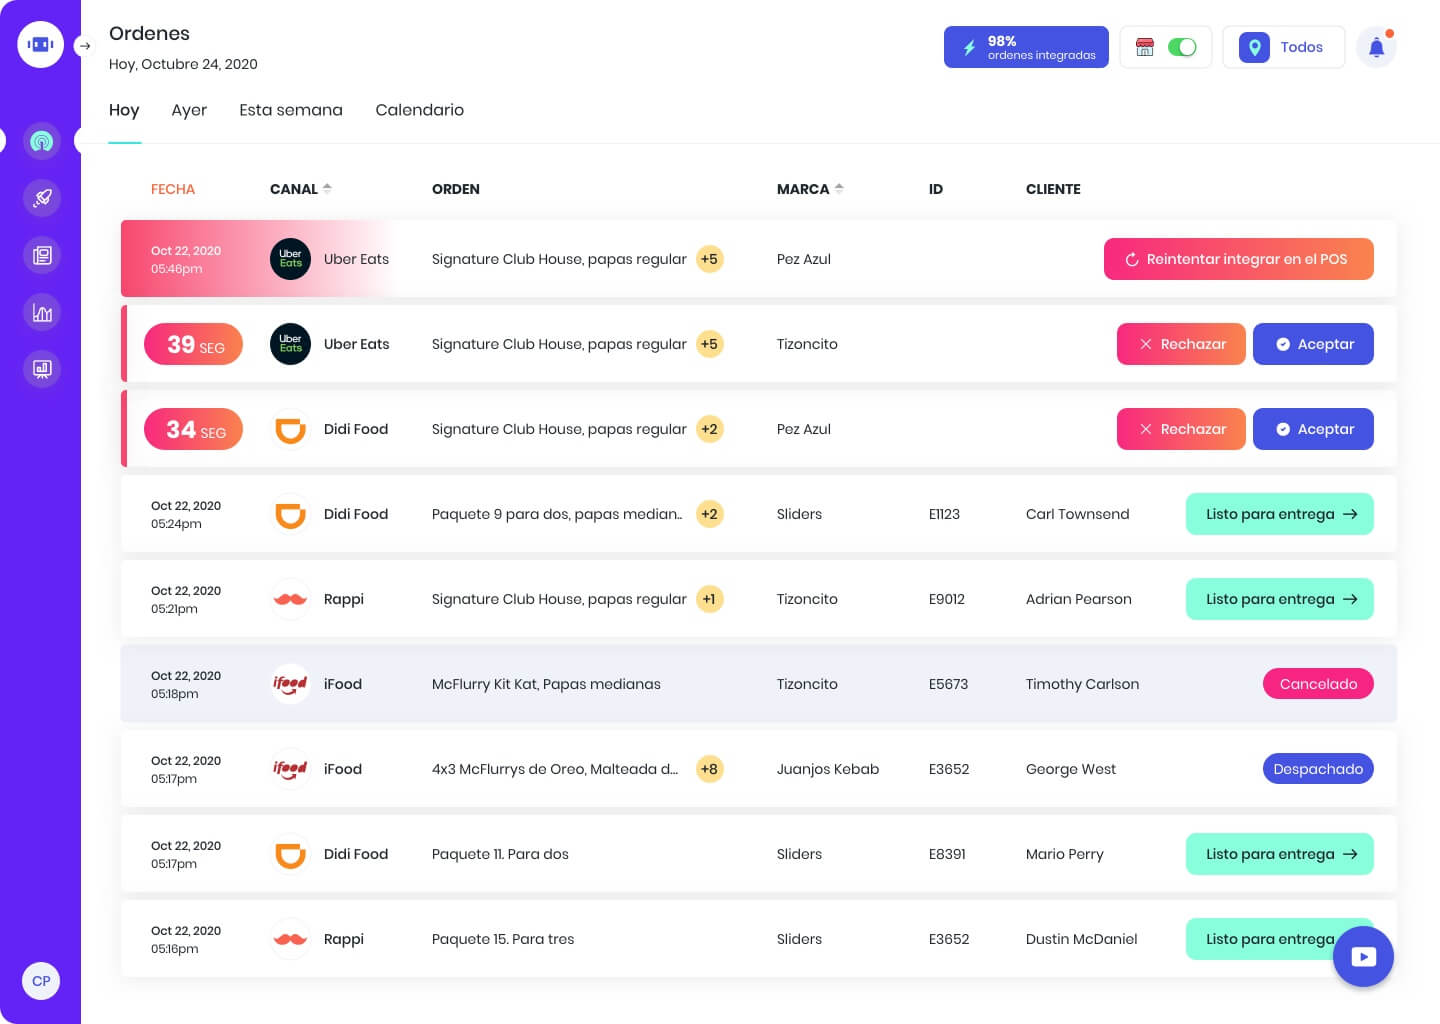 Ordenes
Hoy, Octubre 24, 2020
98%
ordenes integradas
Todos
Hoy Ayer Esta semana Calendario
FECHA CANAL ORDEN MARCA ID CLIENTE
Oct 22, 2020
05:46pm
Uber Eats
Uber Eats Signature Club House, papas regular +5 Pez Azul Reintentar integrar en el POS
39 SEG Uber Eats Uber Eats Signature Club House, papas regular +5 Tizoncito Rechazar Aceptar
34 SEG Didi Food Signature Club House, papas regular +2 Pez Azul Rechazar Aceptar
Oct 22, 2020
05:24pm
Didi Food Paquete 9 para dos, papas median.. +2 Sliders E1123 Carl Townsend Listo para entrega
Oct 22, 2020
05:21pm
Rappi Signature Club House, papas regular +1 Tizoncito E9012 Adrian Pearson Listo para entrega
Oct 22, 2020
05:18pm
ifood iFood McFlurry Kit Kat, Papas medianas Tizoncito E5673 Timothy Carlson Cancelado
Oct 22, 2020
05:17pm
ifood iFood 4x3 McFlurrys de Oreo, Malteada d... +8 Juanjos Kebab E3652 George West Despachado
Oct 22, 2020
05:17pm
Didi Food Paquete 11. Para dos Sliders E8391 Mario Perry Listo para entrega
Oct 22, 2020
05:16pm
Rappi Paquete 15. Para tres Sliders E3652 Dustin McDaniel Listo para entrega
CP